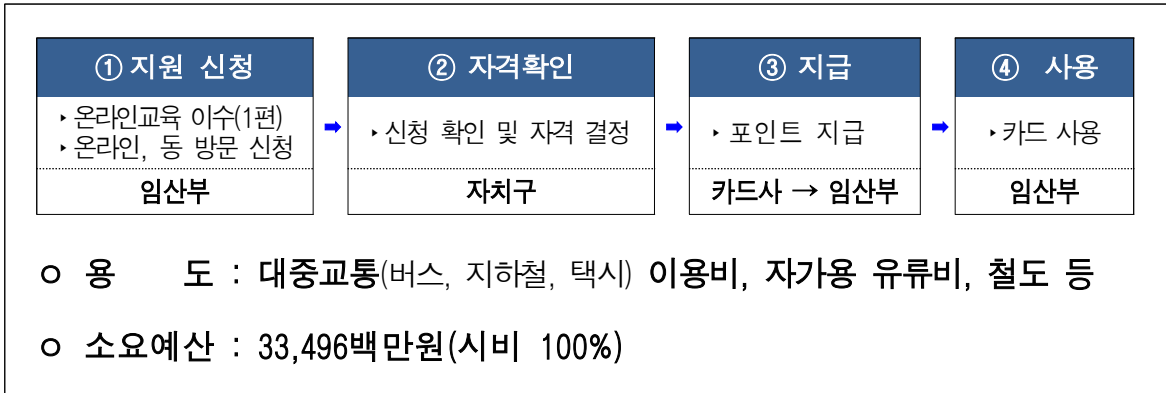 ① 지원 신청
▸온라인교육 이수(1편)
▸온라인, 동 방문 신청
임산부
➡
② 자격확인
▸신청 확인 및 자격 결정
자치구
➡
③ 지급
▸ 포인트 지급
카드사 → 임산부
➡
④ 사용
▸카드 사용
임산부
ㅇ 용 도 : 대중교통(버스, 지하철, 택시) 이용비, 자가용 유류비, 철도 등
ㅇ 소요예산 : 33,496백만원(시비 100%)